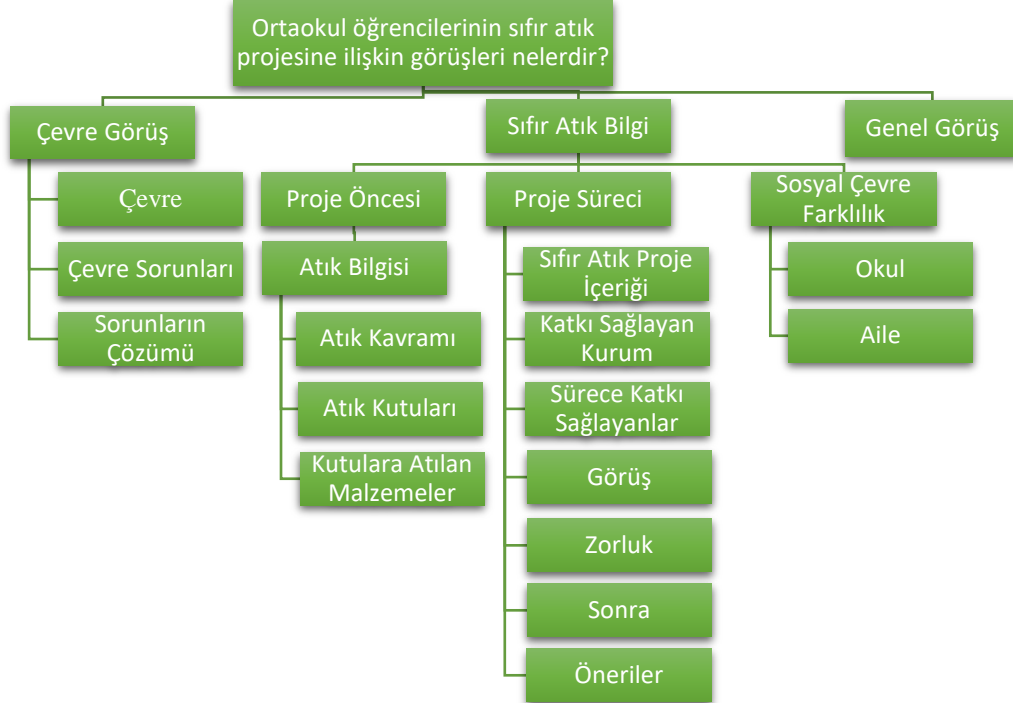 Ortaokul öğrencilerinin sıfır atık
projesine ilişkin görüşleri nelerdir?
Çevre Görüş
Çevre
Çevre Sorunları
Sorunların
Çözümü
Sıfır Atık Bilgi
Proje Öncesi
Atık Bilgisi
Atık Kavramı
Atık Kutuları
Kutulara Atılan
Malzemeler
Proje Süreci
Sıfır Atık Proje
İçeriği
Katkı Sağlayan
Kurum
Sürece Katkı
Sağlayanlar
Görüş
Zorluk
Sonra
Öneriler
Sosyal Çevre
Farklılık
Okul
Aile
Genel Görüş